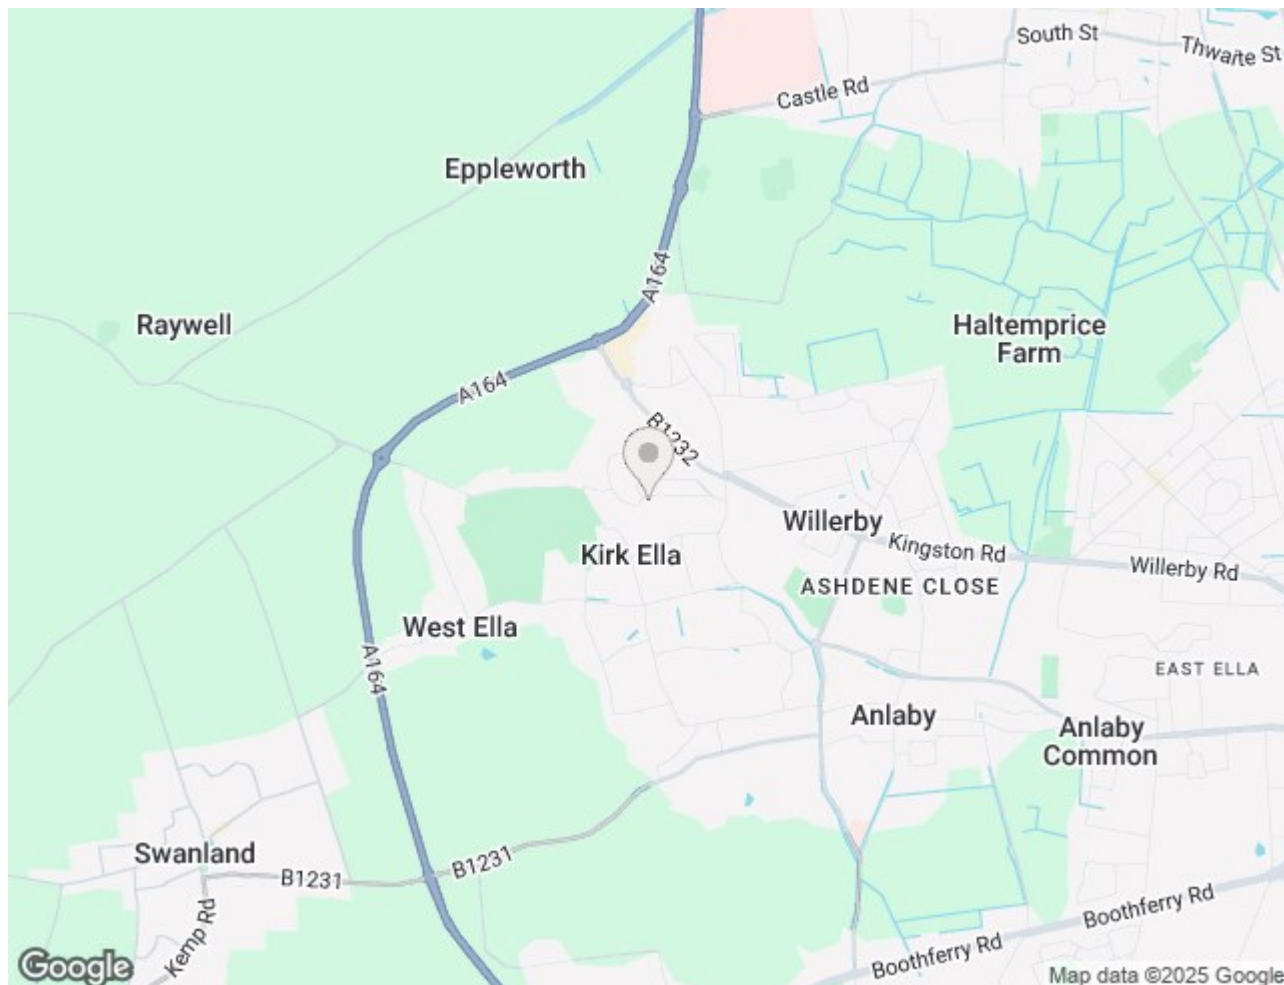 South St
Thwaite St
Castle Rd
Eppleworth
A164
Raywell
Haltemprice
Farm
A164
B1232
Willerby
Kingston Rd
Kirk Ella
Willerby Rd
ASHDENE CLOSE
West Ella
A164
EAST ELLA
Anlaby
Anlaby
Common
Swanland
B1231
B1231
Kemp Rd
Boothferry Rd
Boothferry Rd
Google
Map data ©2025 Google